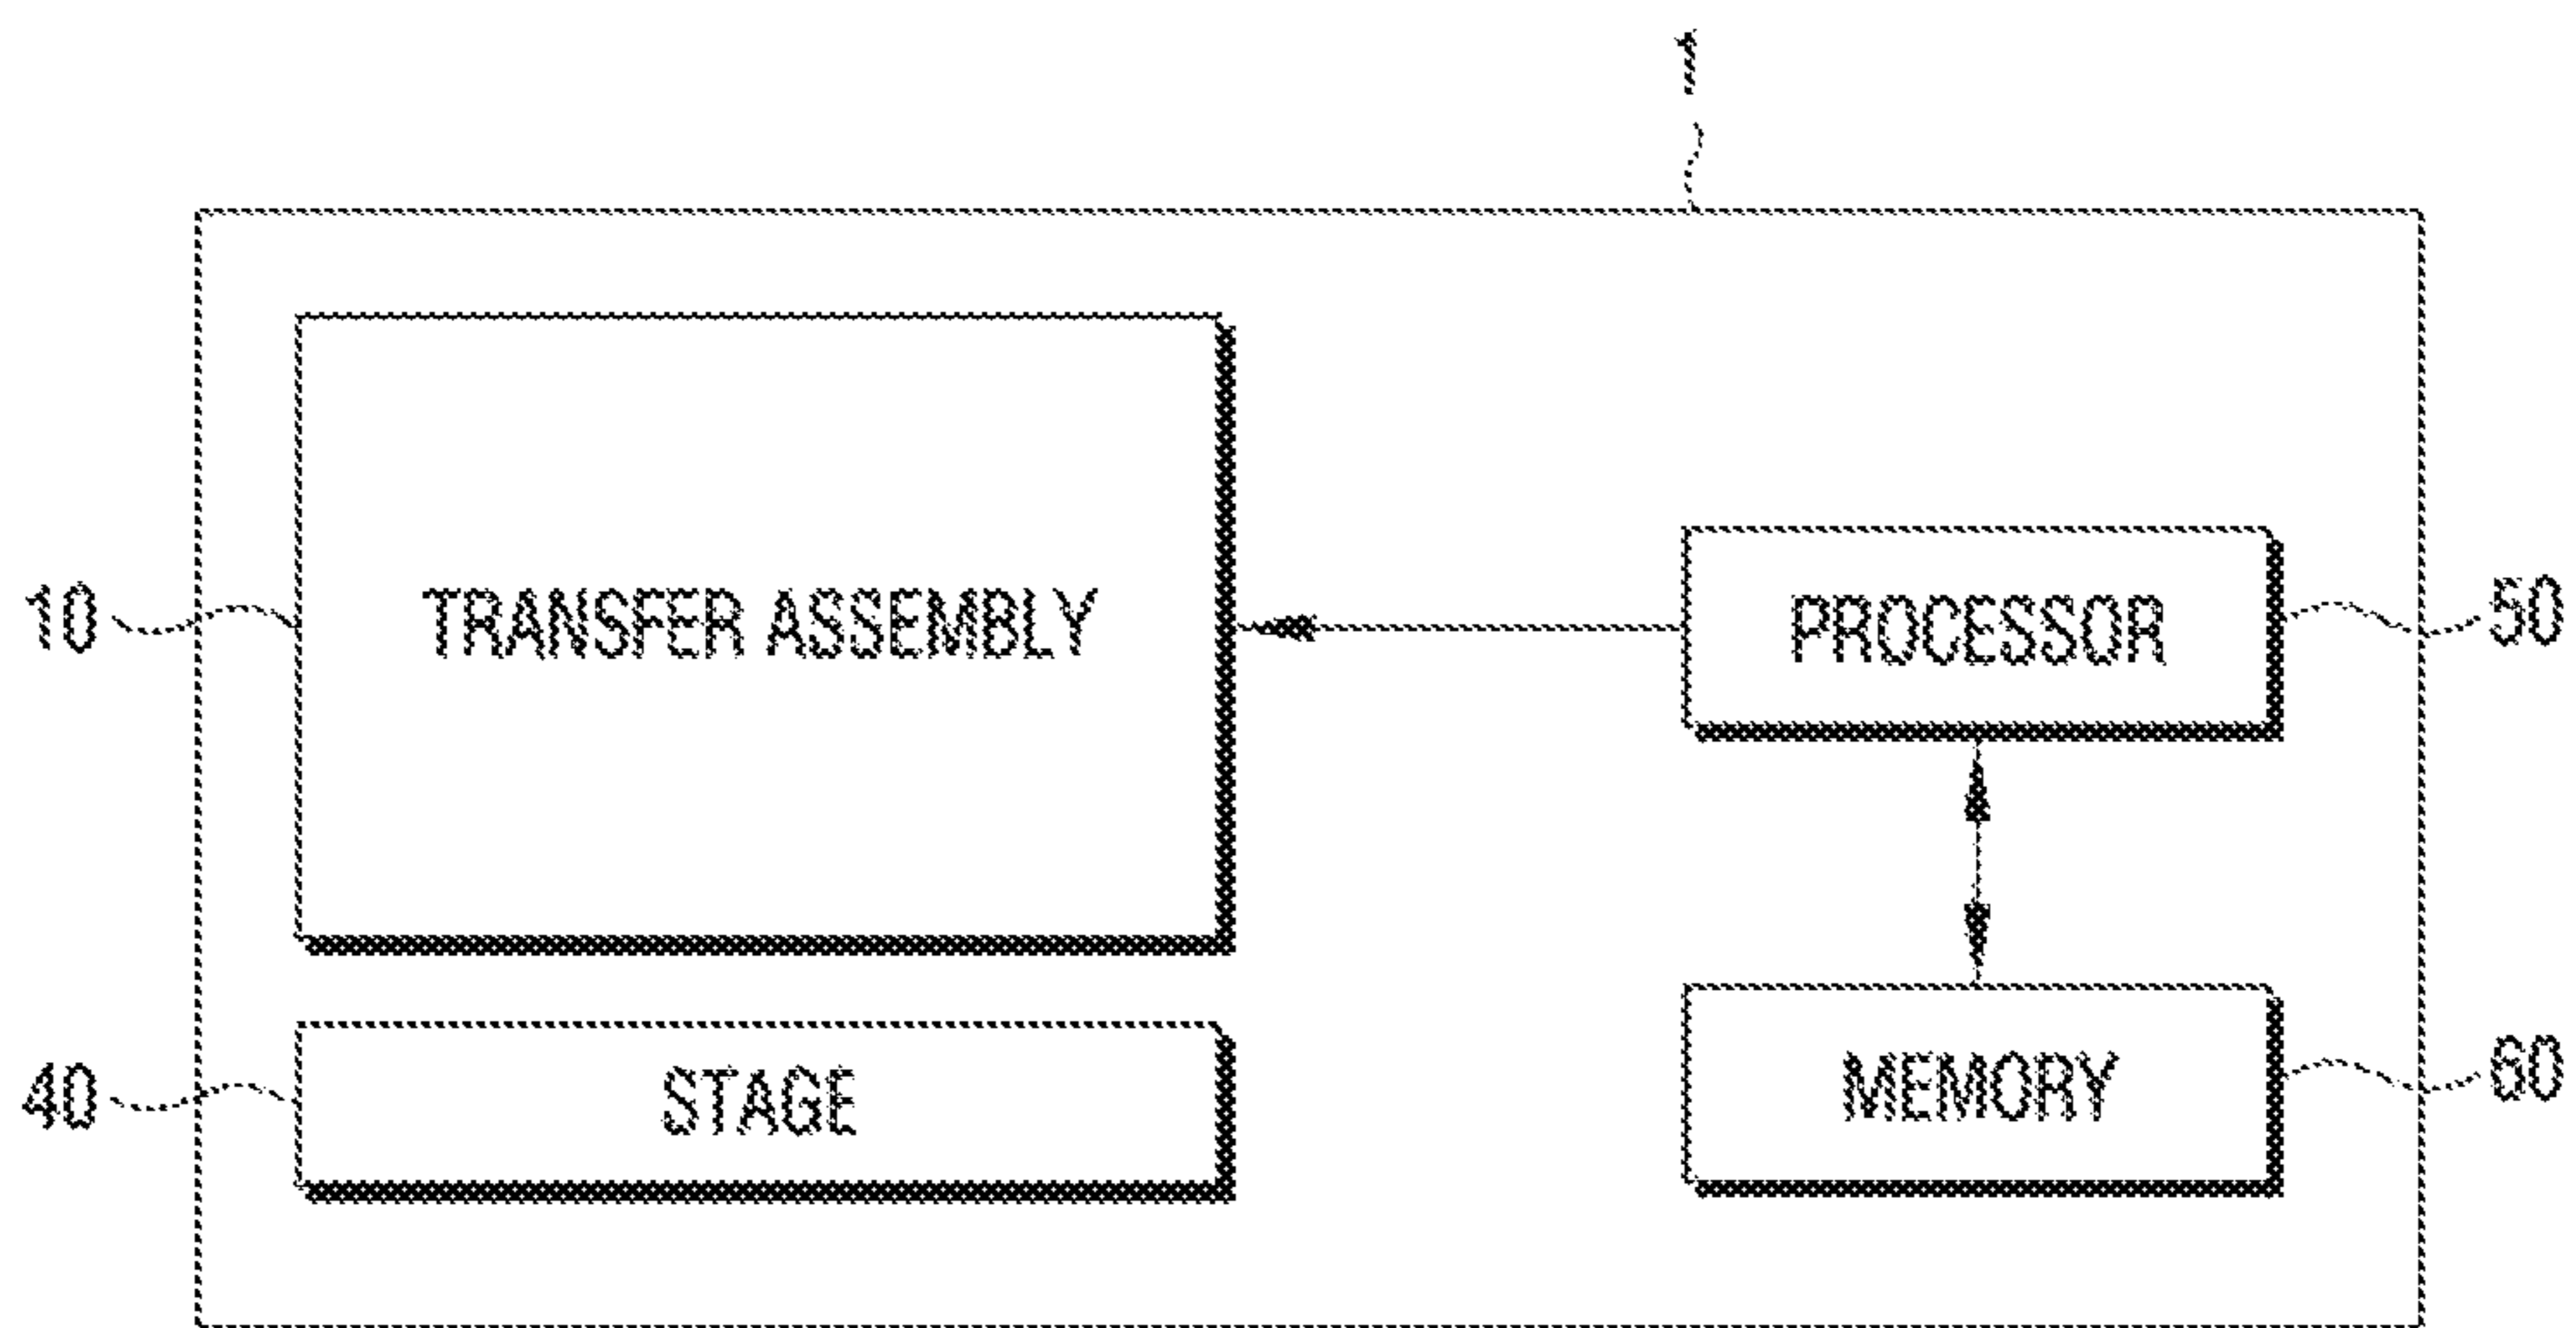 1
10
TRANSFER ASSEMBLY
PROCESSOR
50
40
STAGE
MEMORY
60